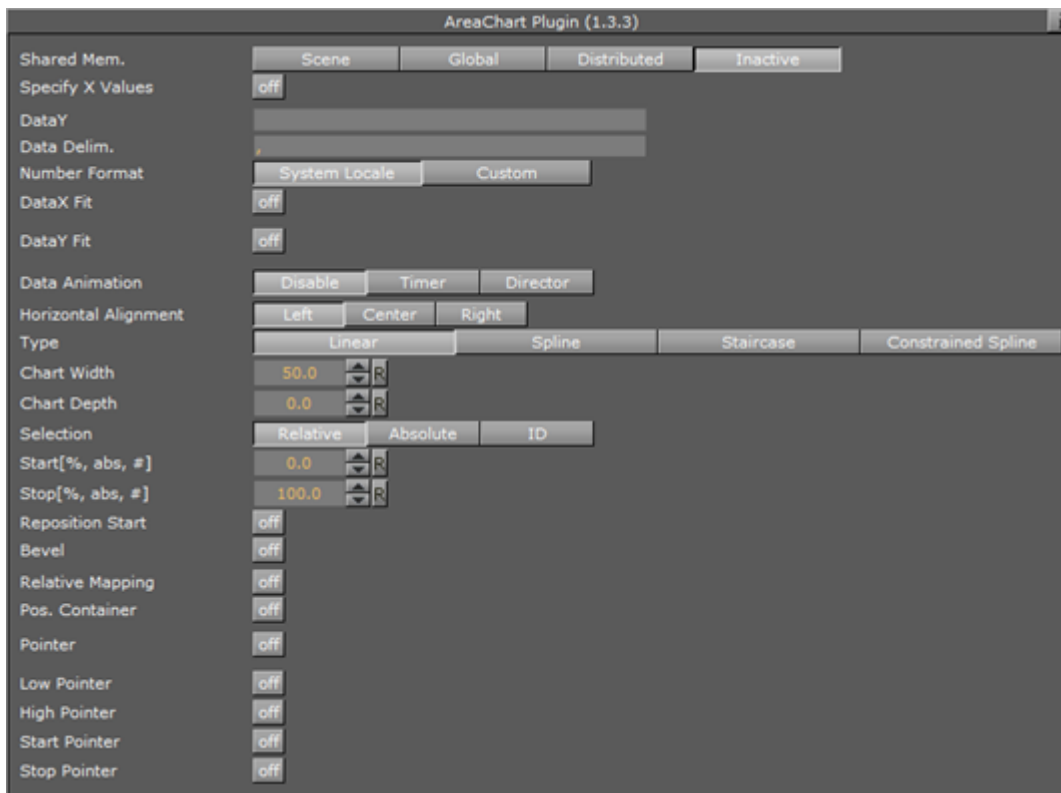 AreaChart Plugin (1.3.3)
Shared Mem. Scene Global Distributed Inactive
Specify X Values off
DataY
Data Delim. ,
Number Format System Locale Custom
DataX Fit off
DataY Fit off
Data Animation Disable Timer Director
Horizontal Alignment Left Center Right
Type Linear Spline Staircase Constrained Spline
Chart Width 50.0 R
Chart Depth 0.0 R
Selection Relative Absolute ID
Start[%, abs, #] 0.0 R
Stop[%, abs, #] 100.0 R
Reposition Start off
Bevel off
Relative Mapping off
Pos. Container off
Pointer off
Low Pointer off
High Pointer off
Start Pointer off
Stop Pointer off